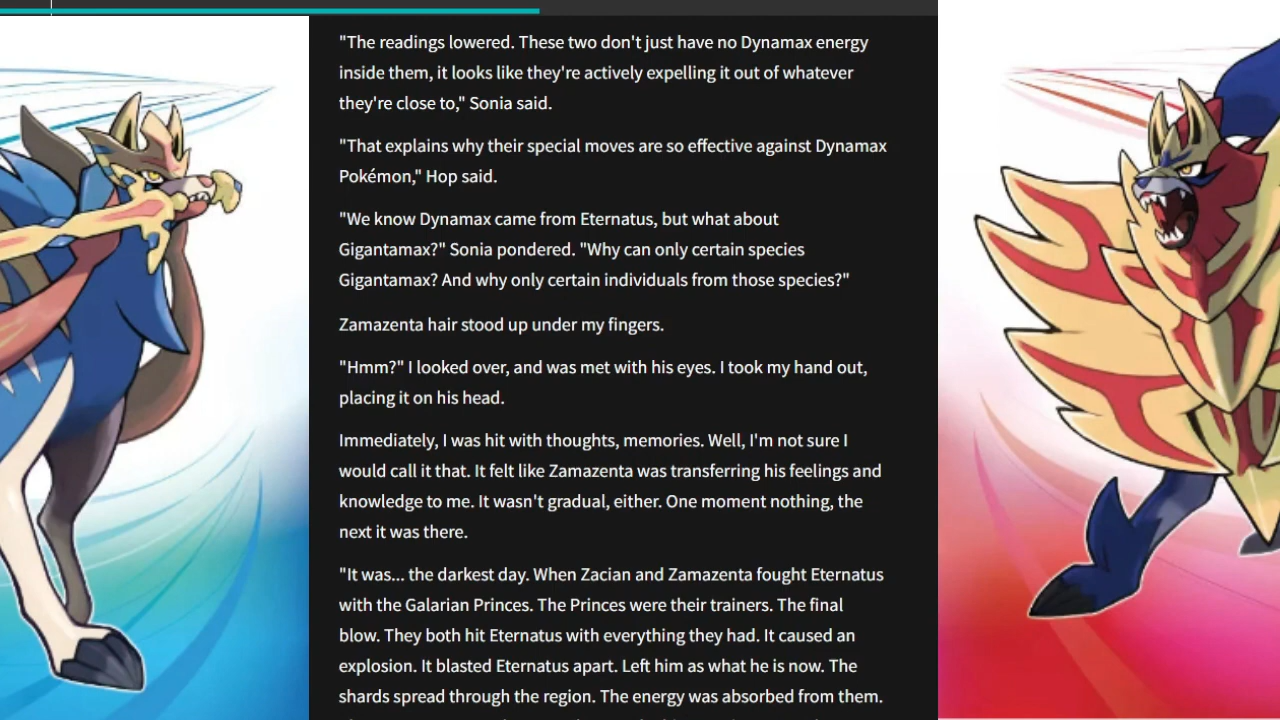 "The readings lowered. These two don't just have no Dynamax energy
inside them, it looks like they're actively expelling it out of whatever
they're close to," Sonia said.
"That explains why their special moves are so effective against Dynamax
Pokémon," Hop said.
"We know Dynamax came from Eternatus, but what about
Gigantamax?" Sonia pondered. "Why can only certain species
Gigantamax? And why only certain individuals from those species?"
Zamazenta hair stood up under my fingers.
"Hmm?" I looked over, and was met with his eyes. I took my hand out,
placing it on his head.
Immediately, I was hit with thoughts, memories. Well, I'm not sure I
would call it that. It felt like Zamazenta was transferring his feelings and
knowledge to me. It wasn't gradual, either. One moment nothing, the
next it was there.
"It was... the darkest day. When Zacian and Zamazenta fought Eternatus
with the Galarian Princes. The Princes were their trainers. The final
blow. They both hit Eternatus with everything they had. It caused an
explosion. It blasted Eternatus apart. Left him as what he is now. The
shards spread through the region. The energy was absorbed from them.